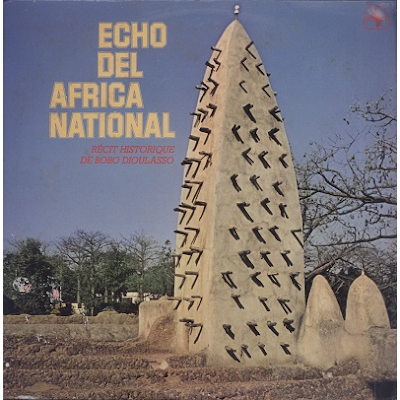 ECHO
DEL
AFRICA
NATIONAL
RÉCIT HISTORIQUE
DE BOBO DIOULASSO